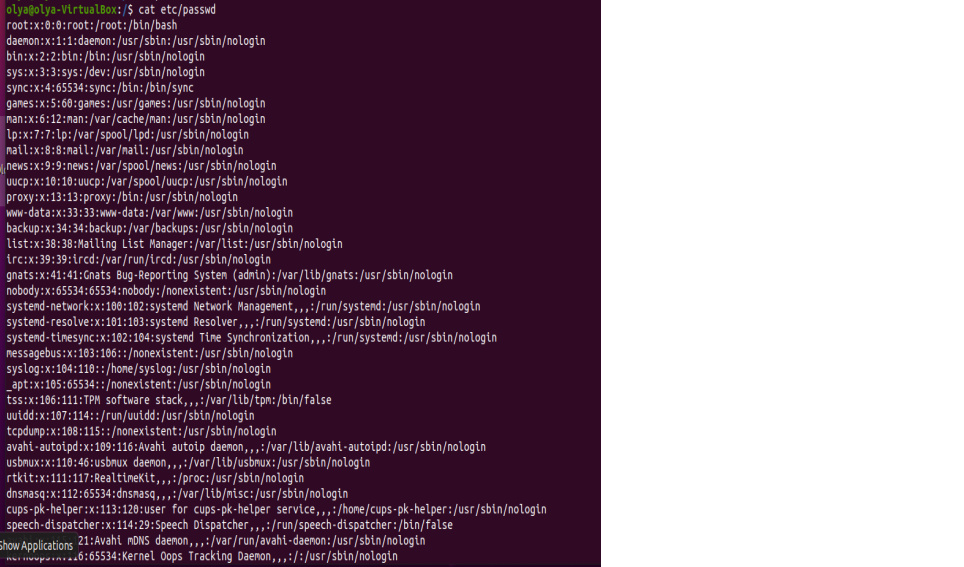 olya@olya-VirtualBox:/$ cat etc/passwd
root:x:0:0:root:/root:/bin/bash
daemon:x:1:1:daemon:/usr/sbin:/usr/sbin/nologin
bin:x:2:2:bin:/bin:/usr/sbin/nologin
sys:x:3:3:sys:/dev:/usr/sbin/nologin
sync:x:4:65534:sync:/bin:/bin/sync
games:x:5:60:games:/usr/games:/usr/sbin/nologin
man:x:6:12:man:/var/cache/man:/usr/sbin/nologin
lp:x:7:7:lp:/var/spool/lpd:/usr/sbin/nologin
mail:x:8:8:mail:/var/mail:/usr/sbin/nologin
news:x:9:9:news:/var/spool/news:/usr/sbin/nologin
uucp:x:10:10:uucp:/var/spool/uucp:/usr/sbin/nologin
proxy:x:13:13:proxy:/bin:/usr/sbin/nologin
www-data:x:33:33:www-data:/var/www:/usr/sbin/nologin
backup:x:34:34:backup:/var/backups:/usr/sbin/nologin
list:x:38:38:Mailing List Manager:/var/list:/usr/sbin/nologin
irc:x:39:39:ircd:/var/run/ircd:/usr/sbin/nologin
gnats:x:41:41:Gnats Bug-Reporting System (admin):/var/lib/gnats:/usr/sbin/nologin
nobody:x:65534:65534:nobody:/nonexistent:/usr/sbin/nologin
systemd-network:x:100:102:systemd Network Management,,,:/run/systemd:/usr/sbin/nologin
systemd-resolve:x:101:103:systemd Resolver,,,:/run/systemd:/usr/sbin/nologin
systemd-timesync:x:102:104:systemd Time Synchronization,,,:/run/systemd:/usr/sbin/nologin
messagebus:x:103:106::/nonexistent:/usr/sbin/nologin
syslog:x:104:110::/home/syslog:/usr/sbin/nologin
_apt:x:105:65534::/nonexistent:/usr/sbin/nologin
tss:x:106:111:TPM software stack,,,:/var/lib/tpm:/bin/false
uuidd:x:107:114::/run/uuidd:/usr/sbin/nologin
tcpdump:x:108:115::/nonexistent:/usr/sbin/nologin
avahi-autoipd:x:109:116:Avahi autoip daemon,,,:/var/lib/avahi-autoipd:/usr/sbin/nologin
usbmux:x:110:46:usbmux daemon,,,:/var/lib/usbmux:/usr/sbin/nologin
rtkit:x:111:117:RealtimeKit,,,:/proc:/usr/sbin/nologin
dnsmasq:x:112:65534:dnsmasq,,,:/var/lib/misc:/usr/sbin/nologin
cups-pk-helper:x:113:120:user for cups-pk-helper service,,,:/home/cups-pk-helper:/usr/sbin/nologin
speech-dispatcher:x:114:29:Speech Dispatcher,,,:/run/speech-dispatcher:/bin/false
21:Avahi mDNS daemon,,,:/var/run/avahi-daemon:/usr/sbin/nologin
Show Applications
:65534:Kernel Oops Tracking Daemon,,,:/:/usr/sbin/nologin